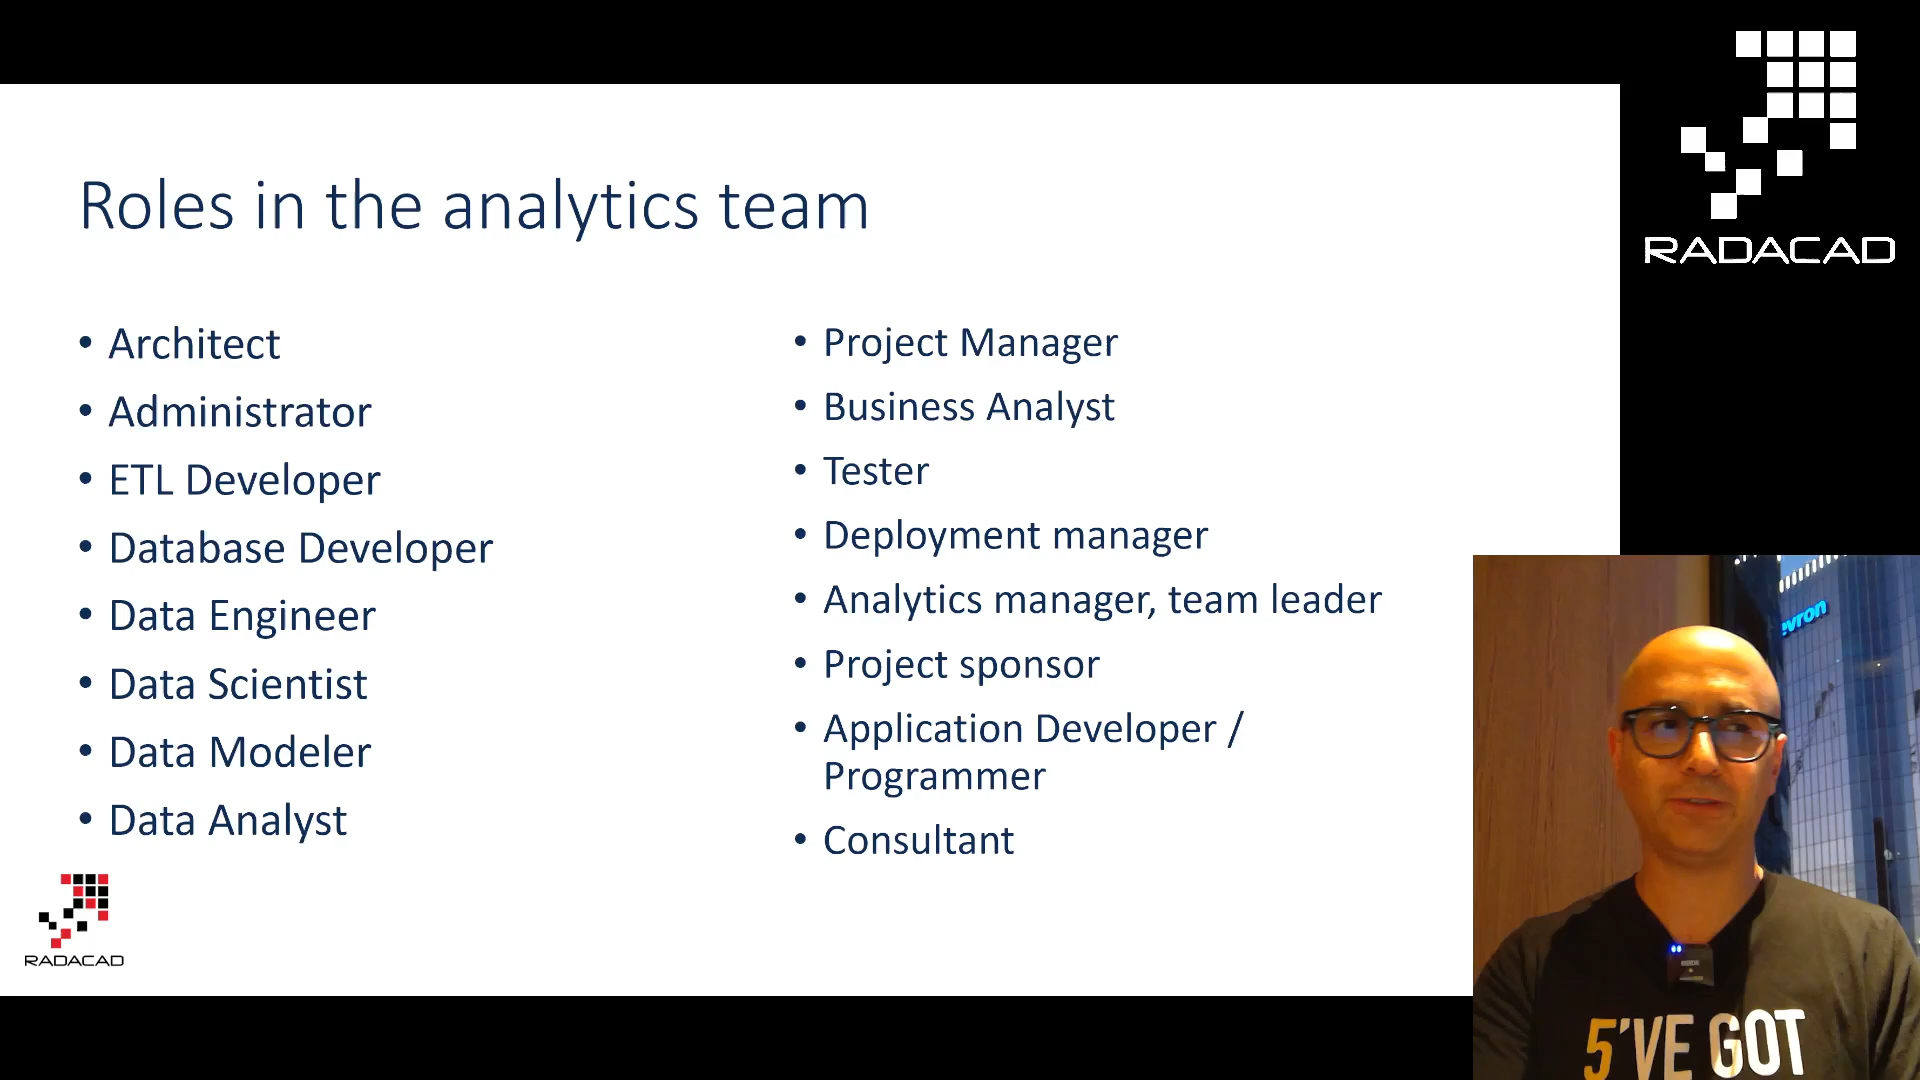 Roles in the analytics team
• Architect
• Administrator
• ETL Developer
• Database Developer
• Data Engineer
• Data Scientist
• Data Modeler
• Data Analyst
• Project Manager
• Business Analyst
• Tester
• Deployment manager
• Analytics manager, team leader
• Project sponsor
• Application Developer /
Programmer
• Consultant
RADACAD
RADACAD
evron
5'VE GOT